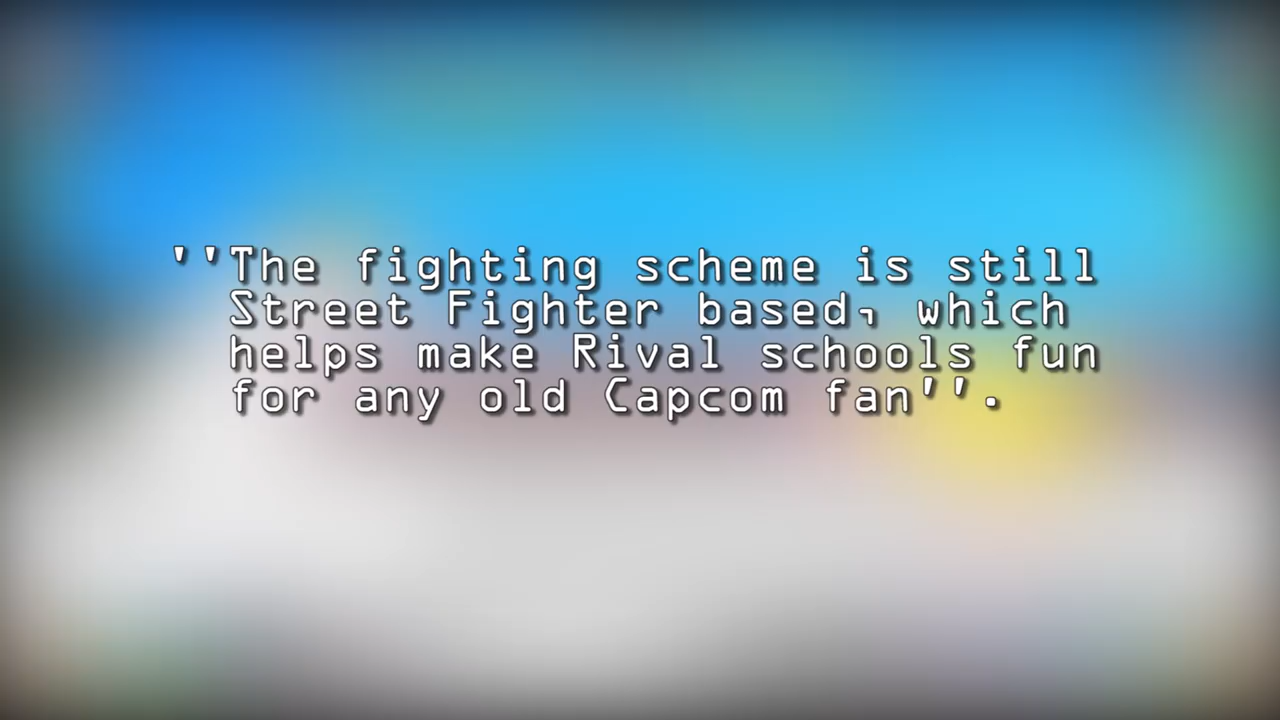 ''The fighting scheme is still
Street Fighter based, which
helps make Rival schools fun
for any old Capcom fan''.